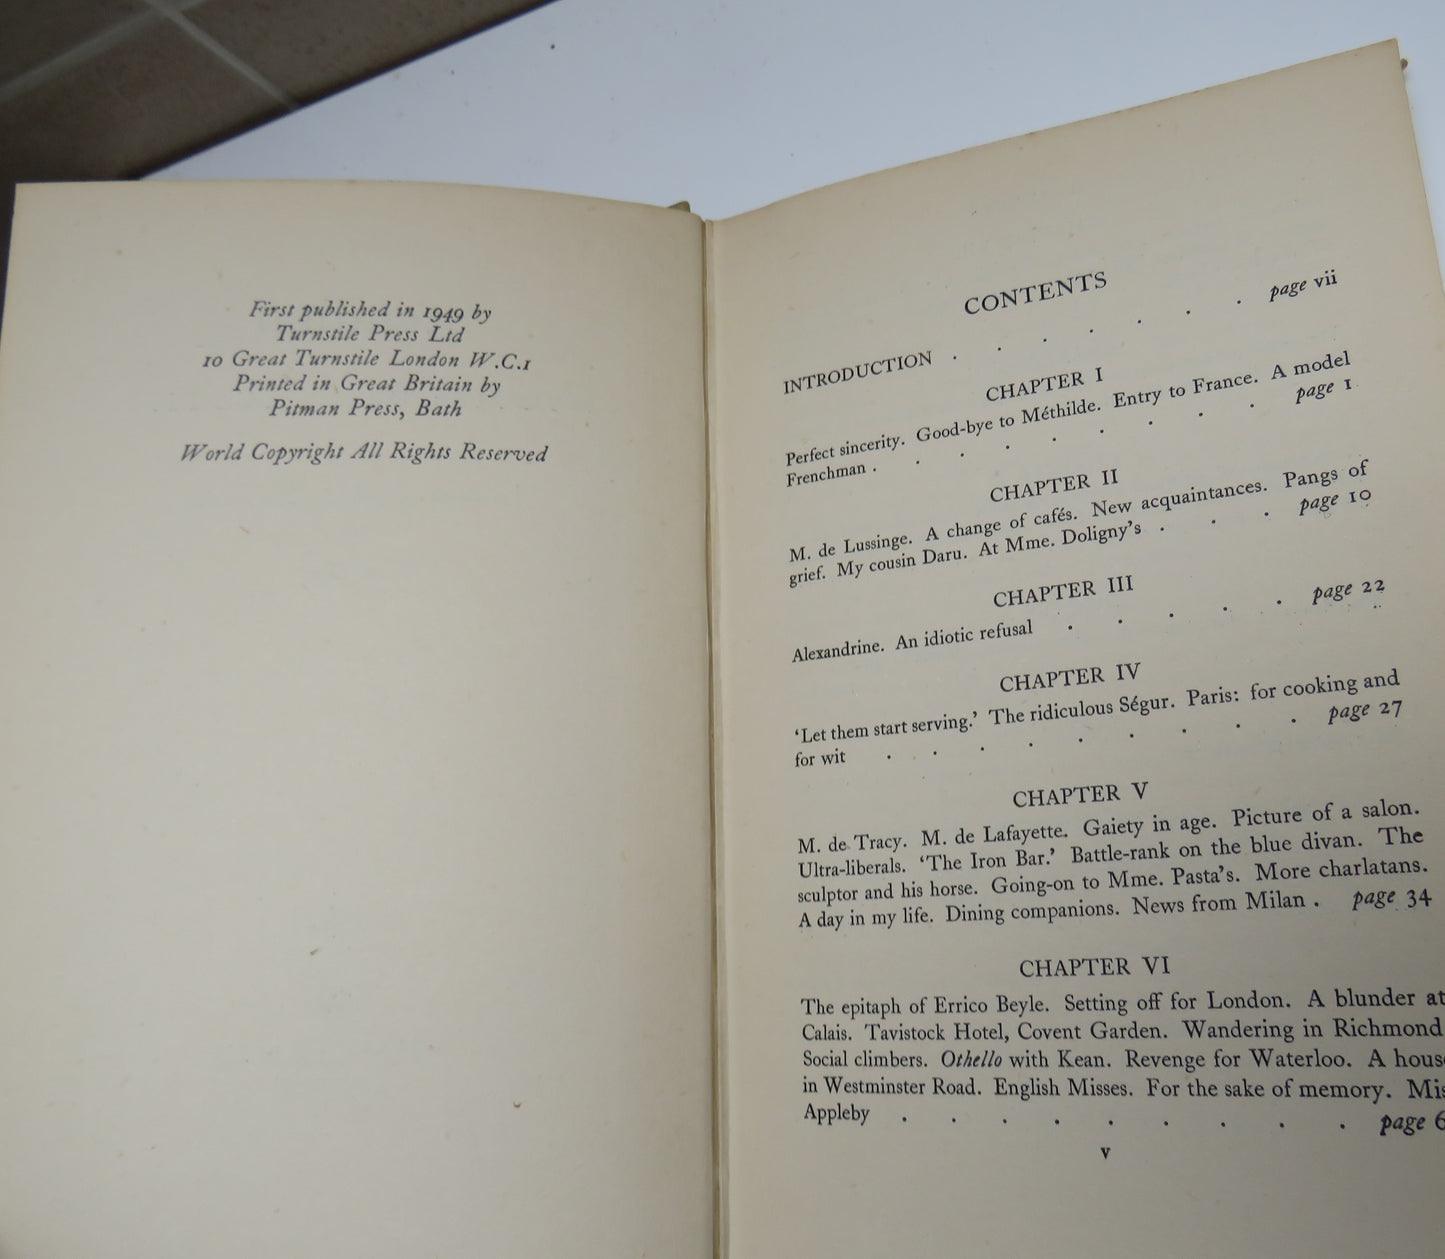 First published in 1949 by
Turnstile Press Ltd
10 Great Turnstile London W.C.1
Printed in Great Britain by
Pitman Press, Bath
World Copyright All Rights Reserved
CONTENTS
INTRODUCTION . . . . . . . page vii
CHAPTER I
Perfect sincerity. Good-bye to Méthilde. Entry to France. A model
Frenchman . . . . . . . . . page 1
CHAPTER II
M. de Lussinge. A change of cafés. New acquaintances. Pangs of
grief. My cousin Daru. At Mme. Doligny's . . . page 10
CHAPTER III
Alexandrine. An idiotic refusal . . . . . page 22
CHAPTER IV
'Let them start serving.' The ridiculous Ségur. Paris: for cooking and
for wit . . . . . . . . . page 27
CHAPTER V
M. de Tracy. M. de Lafayette. Gaiety in age. Picture of a salon.
Ultra-liberals. 'The Iron Bar.' Battle-rank on the blue divan. The
sculptor and his horse. Going-on to Mme. Pasta's. More charlatans.
A day in my life. Dining companions. News from Milan . page 34
CHAPTER VI
The epitaph of Errico Beyle. Setting off for London. A blunder at
Calais. Tavistock Hotel, Covent Garden. Wandering in Richmond
Social climbers. Othello with Kean. Revenge for Waterloo. A hous
in Westminster Road. English Misses. For the sake of memory. Mis
Appleby . . . . . . . . . page 6
v